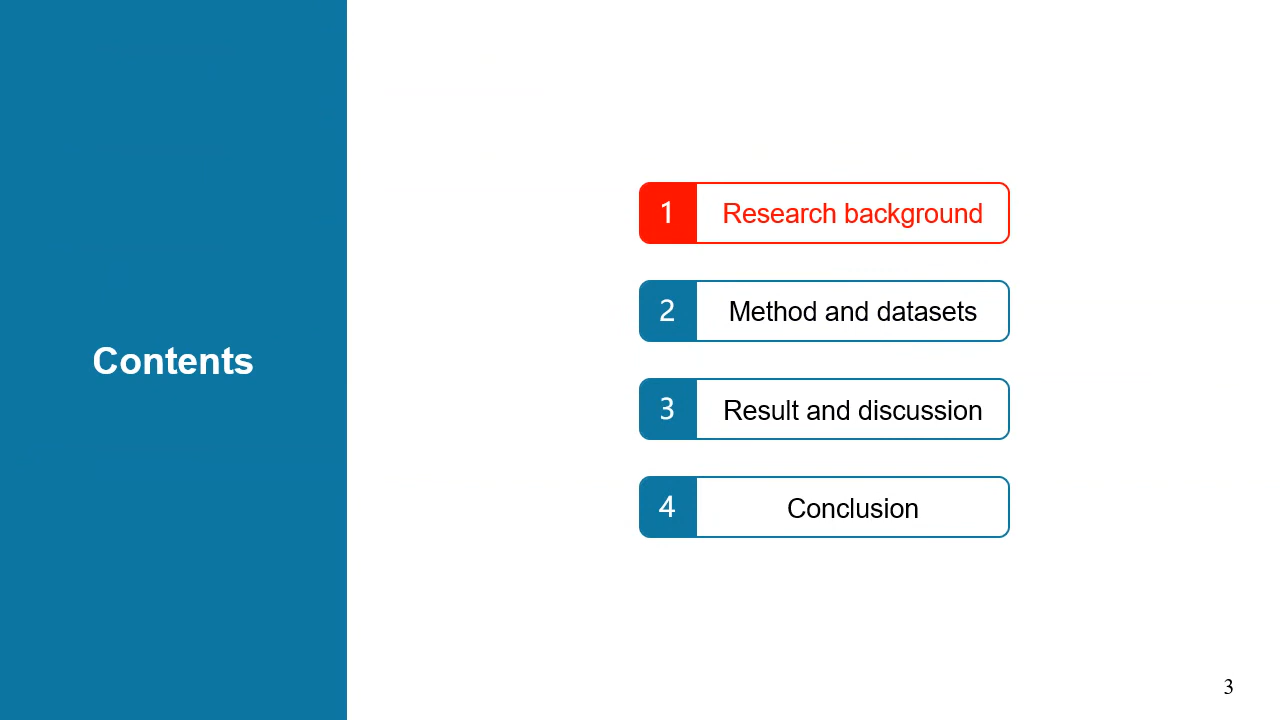 Contents
1 Research background
2 Method and datasets
3 Result and discussion
4 Conclusion
3